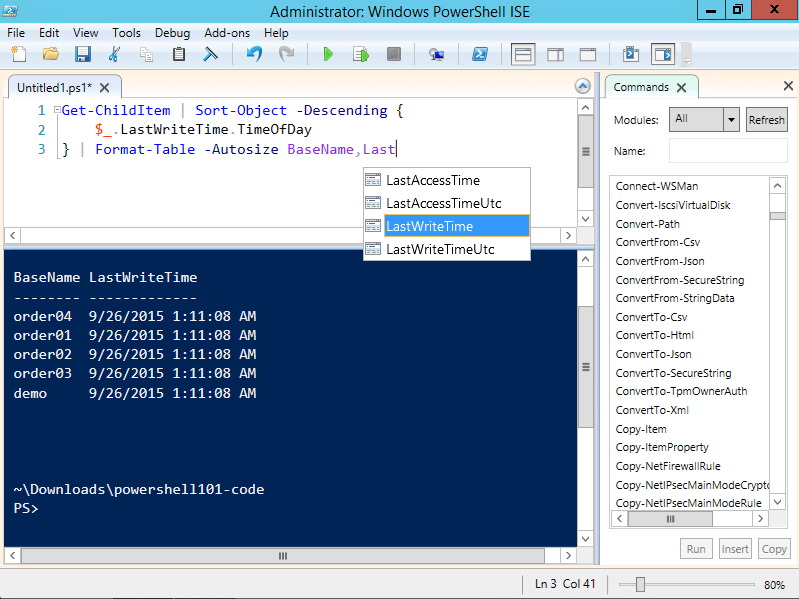 Administrator: Windows PowerShell ISE
File Edit View Tools Debug Add-ons Help
Untitled1.ps1*
1 Get-ChildItem | Sort-Object -Descending {
2 $_.LastWriteTime.TimeOfDay
3 } | Format-Table -Autosize BaseName,Last
LastAccessTime
LastAccessTimeUtc
LastWriteTime
LastWriteTimeUtc
BaseName LastWriteTime
-------- -------------
order04 9/26/2015 1:11:08 AM
order01 9/26/2015 1:11:08 AM
order02 9/26/2015 1:11:08 AM
order03 9/26/2015 1:11:08 AM
demo 9/26/2015 1:11:08 AM
~\Downloads\powershell101-code
PS>
Commands
Modules: All Refresh
Name:
Connect-WSMan
Convert-IscsiVirtualDisk
Convert-Path
ConvertFrom-Csv
ConvertFrom-Json
ConvertFrom-SecureString
ConvertFrom-StringData
ConvertTo-Csv
ConvertTo-Html
ConvertTo-Json
ConvertTo-SecureString
ConvertTo-TpmOwnerAuth
ConvertTo-Xml
Copy-Item
Copy-ItemProperty
Copy-NetFirewallRule
Copy-NetIPsecMainModeCrypto
Copy-NetIPsecMainModeRule
Run Insert Copy
Ln 3 Col 41 80%